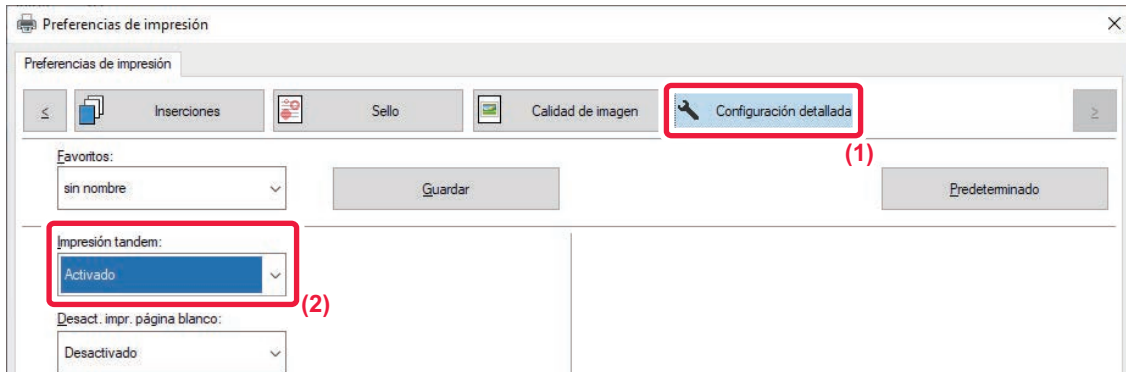 Preferencias de impresión
Preferencias de impresión
< Inserciones Sello Calidad de imagen Configuración detallada >
(1)
Favoritos:
sin nombre Guardar Predeterminado
Impresión tandem:
Activado
(2)
Desact. impr. página blanco:
Desactivado